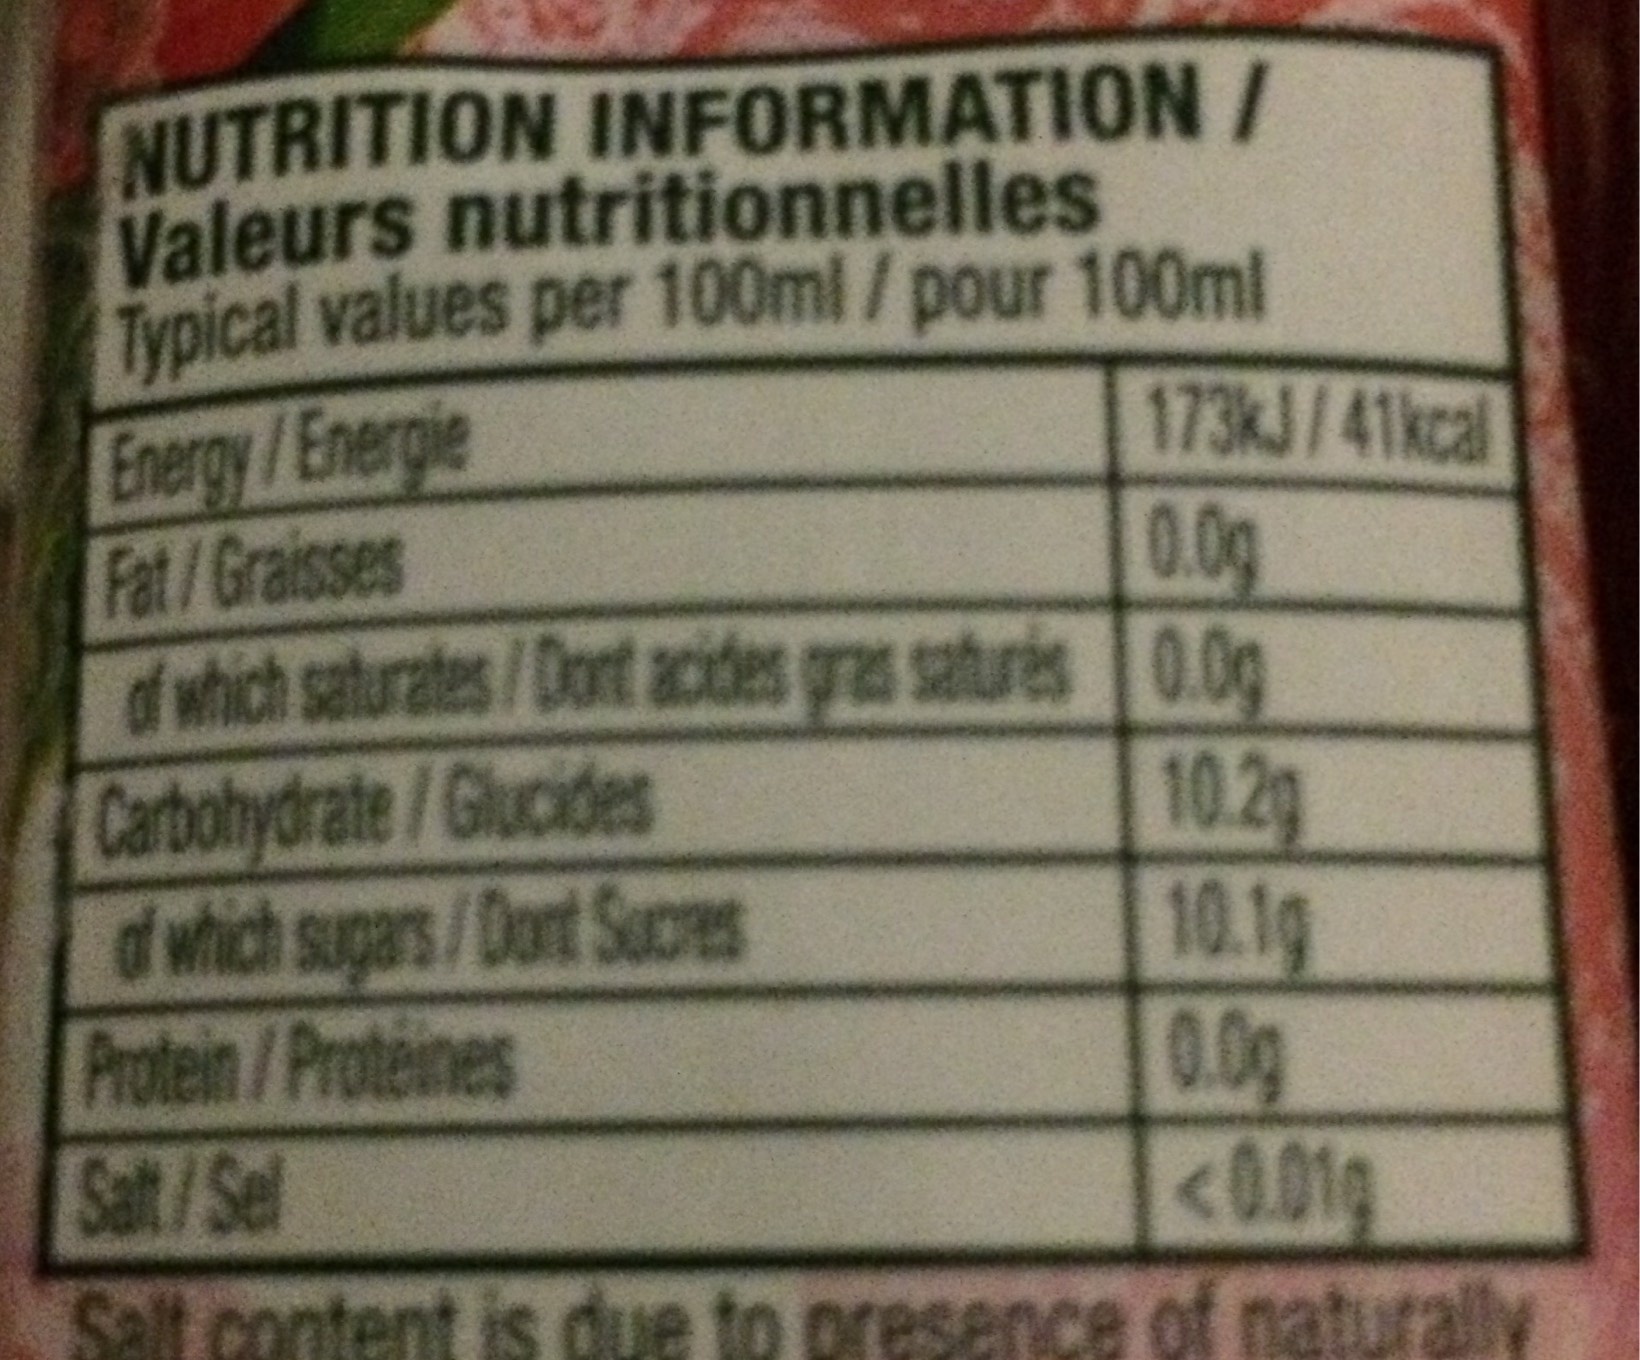 NUTRITION INFORMATION /
Valeurs nutritionnelles
Typical values per 100ml / pour 100ml
Energy / Energie 173kJ / 41kcal
Fat / Graisses 0.0g
of which saturates / Dont acides gras saturés 0.0g
Carbohydrate / Glucides 10.2g
of which sugars / Dont Sucres 10.1g
Protein / Protéines 0.0g
Salt / Sel < 0.01g
Salt content is due to presence of naturally